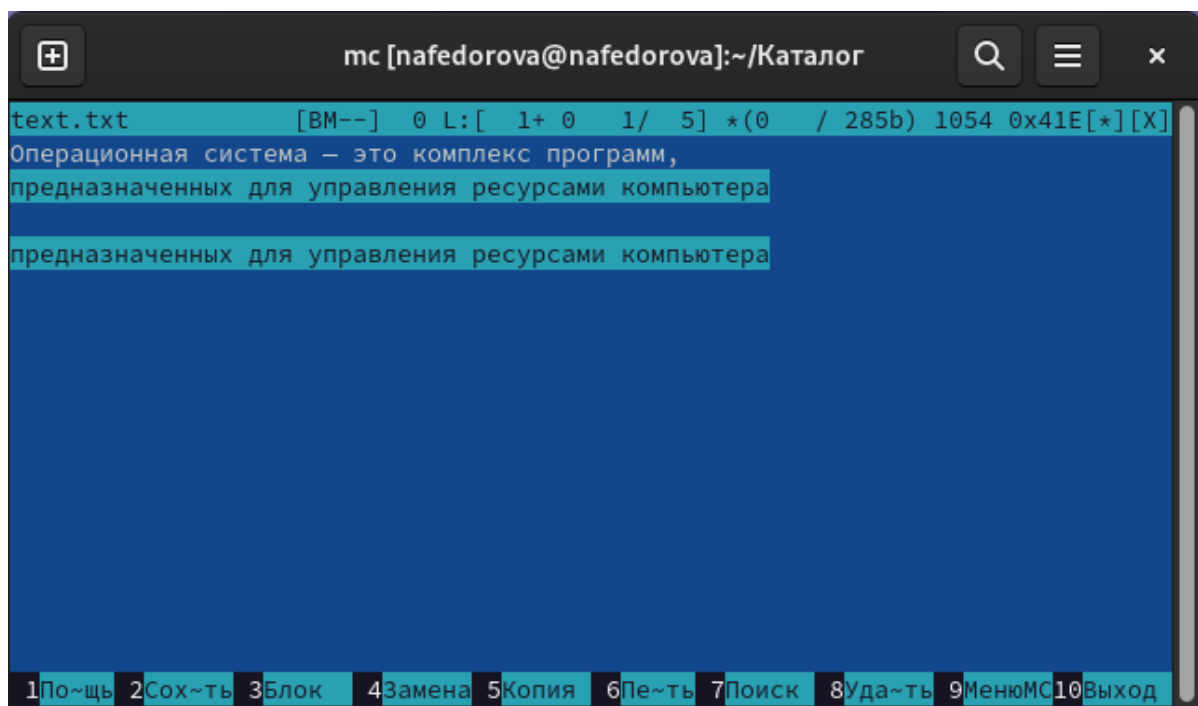 mc [nafedorova@nafedorova]:~/Каталог
text.txt [BM--] 0 L:[ 1+ 0 1/ 5] *(0 / 285b) 1054 0x41E[*][X]
Операционная система — это комплекс программ,
предназначенных для управления ресурсами компьютера
предназначенных для управления ресурсами компьютера
1По~щь 2Сох~ть 3Блок 4Замена 5Копия 6Пе~ть 7Поиск 8Уда~ть 9МенюMC10Выход